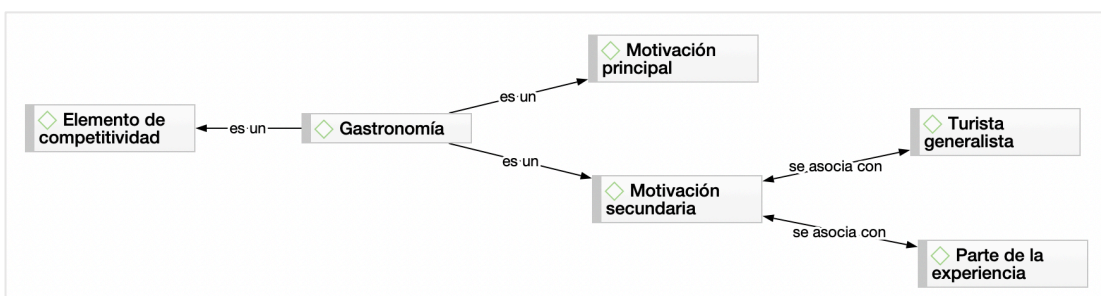 Motivación
principal
es un
Elemento de
competitividad
es un
Gastronomía
Turista
generalista
es un
se asocia con
Motivación
secundaria
se asocia con
Parte de la
experiencia